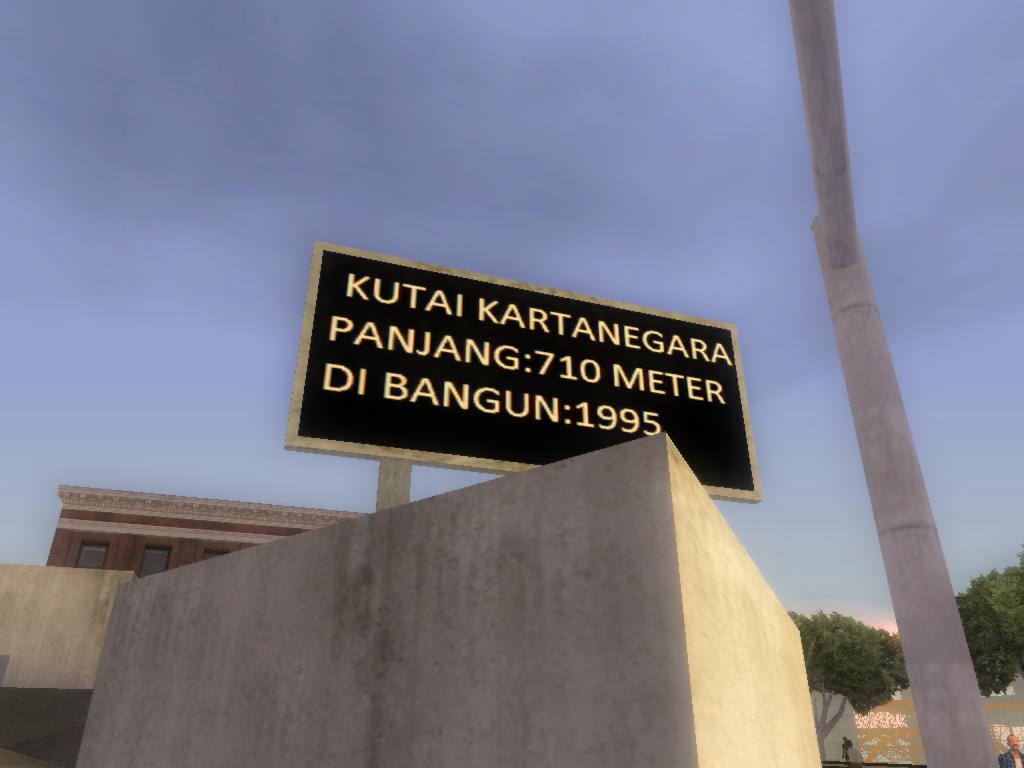 KUTAI KARTANEGARA
PANJANG:710 METER
DI BANGUN:1995